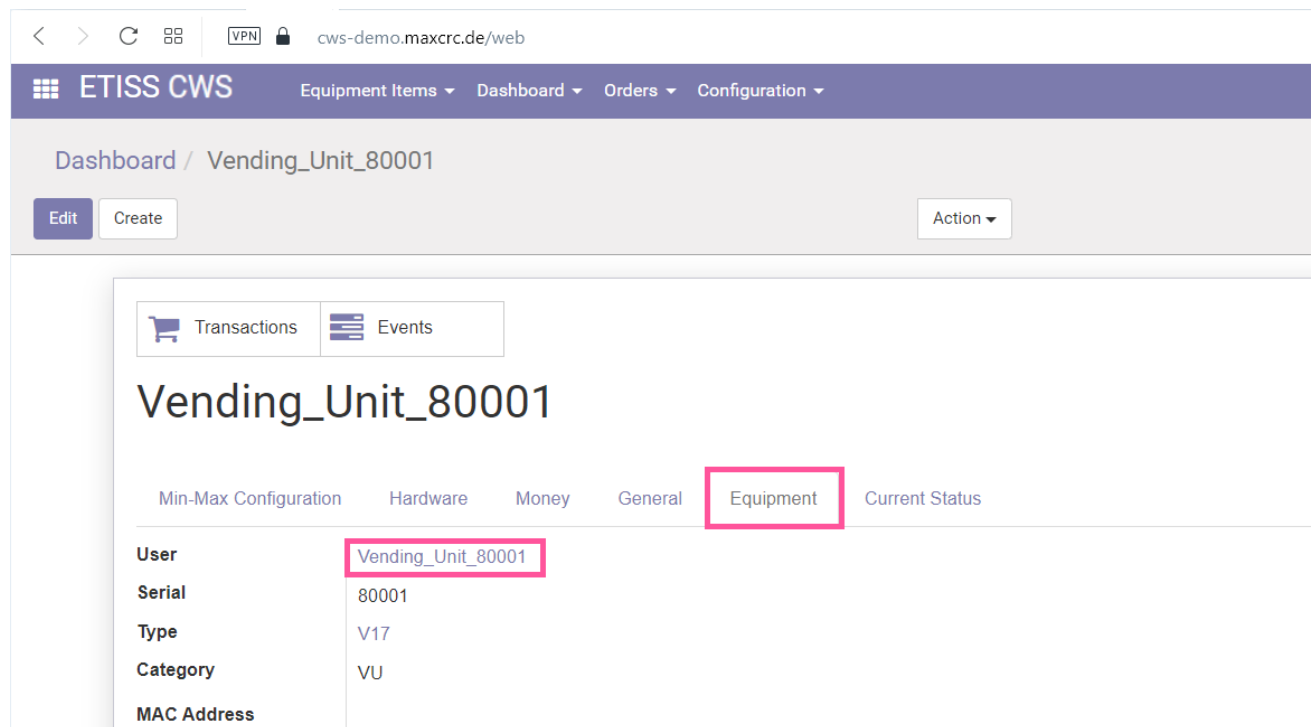 VPN cws-demo.maxcrc.de/web
ETISS CWS Equipment Items Dashboard Orders Configuration
Dashboard / Vending_Unit_80001
Edit Create Action
Transactions Events
Vending_Unit_80001
Min-Max Configuration Hardware Money General Equipment Current Status
User Vending_Unit_80001
Serial 80001
Type V17
Category VU
MAC Address